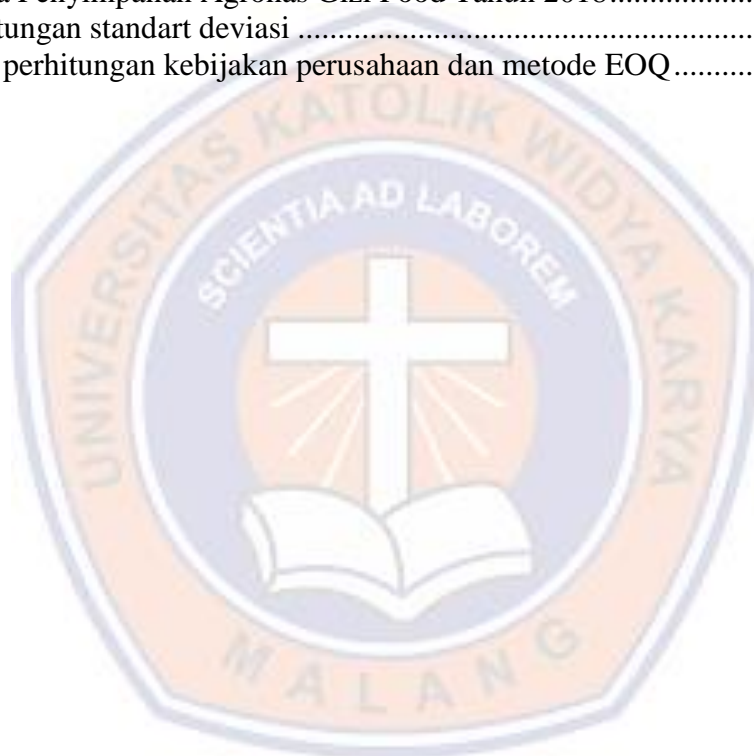 Penyimpanan Agronas Gizi Food Tahun 2018..................
tungan standart deviasi ..........................................................
perhitungan kebijakan perusahaan dan metode EOQ..........
UNIVERSITAS KATOLIK WIDYA KARYA
SCIENTIA AD LABOREM
MALANG